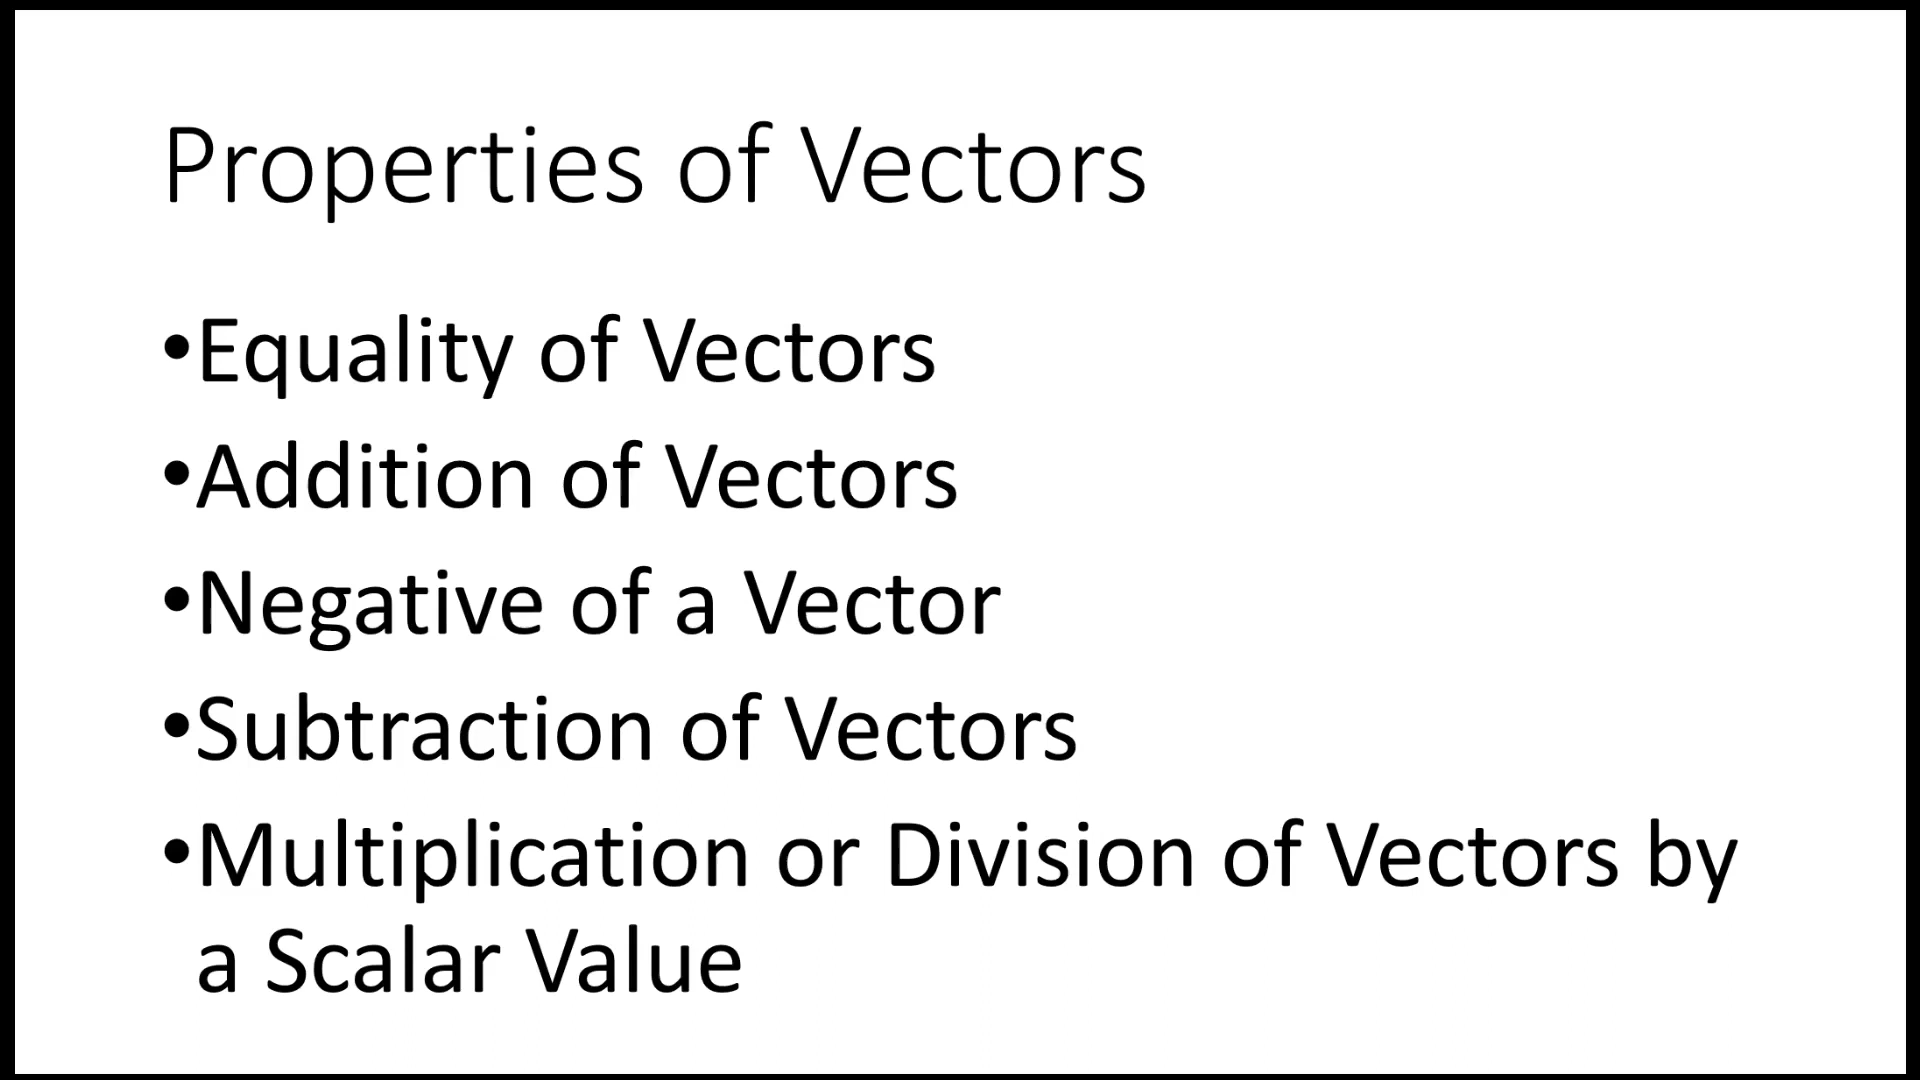 Properties of Vectors
•Equality of Vectors
•Addition of Vectors
•Negative of a Vector
•Subtraction of Vectors
•Multiplication or Division of Vectors by
a Scalar Value